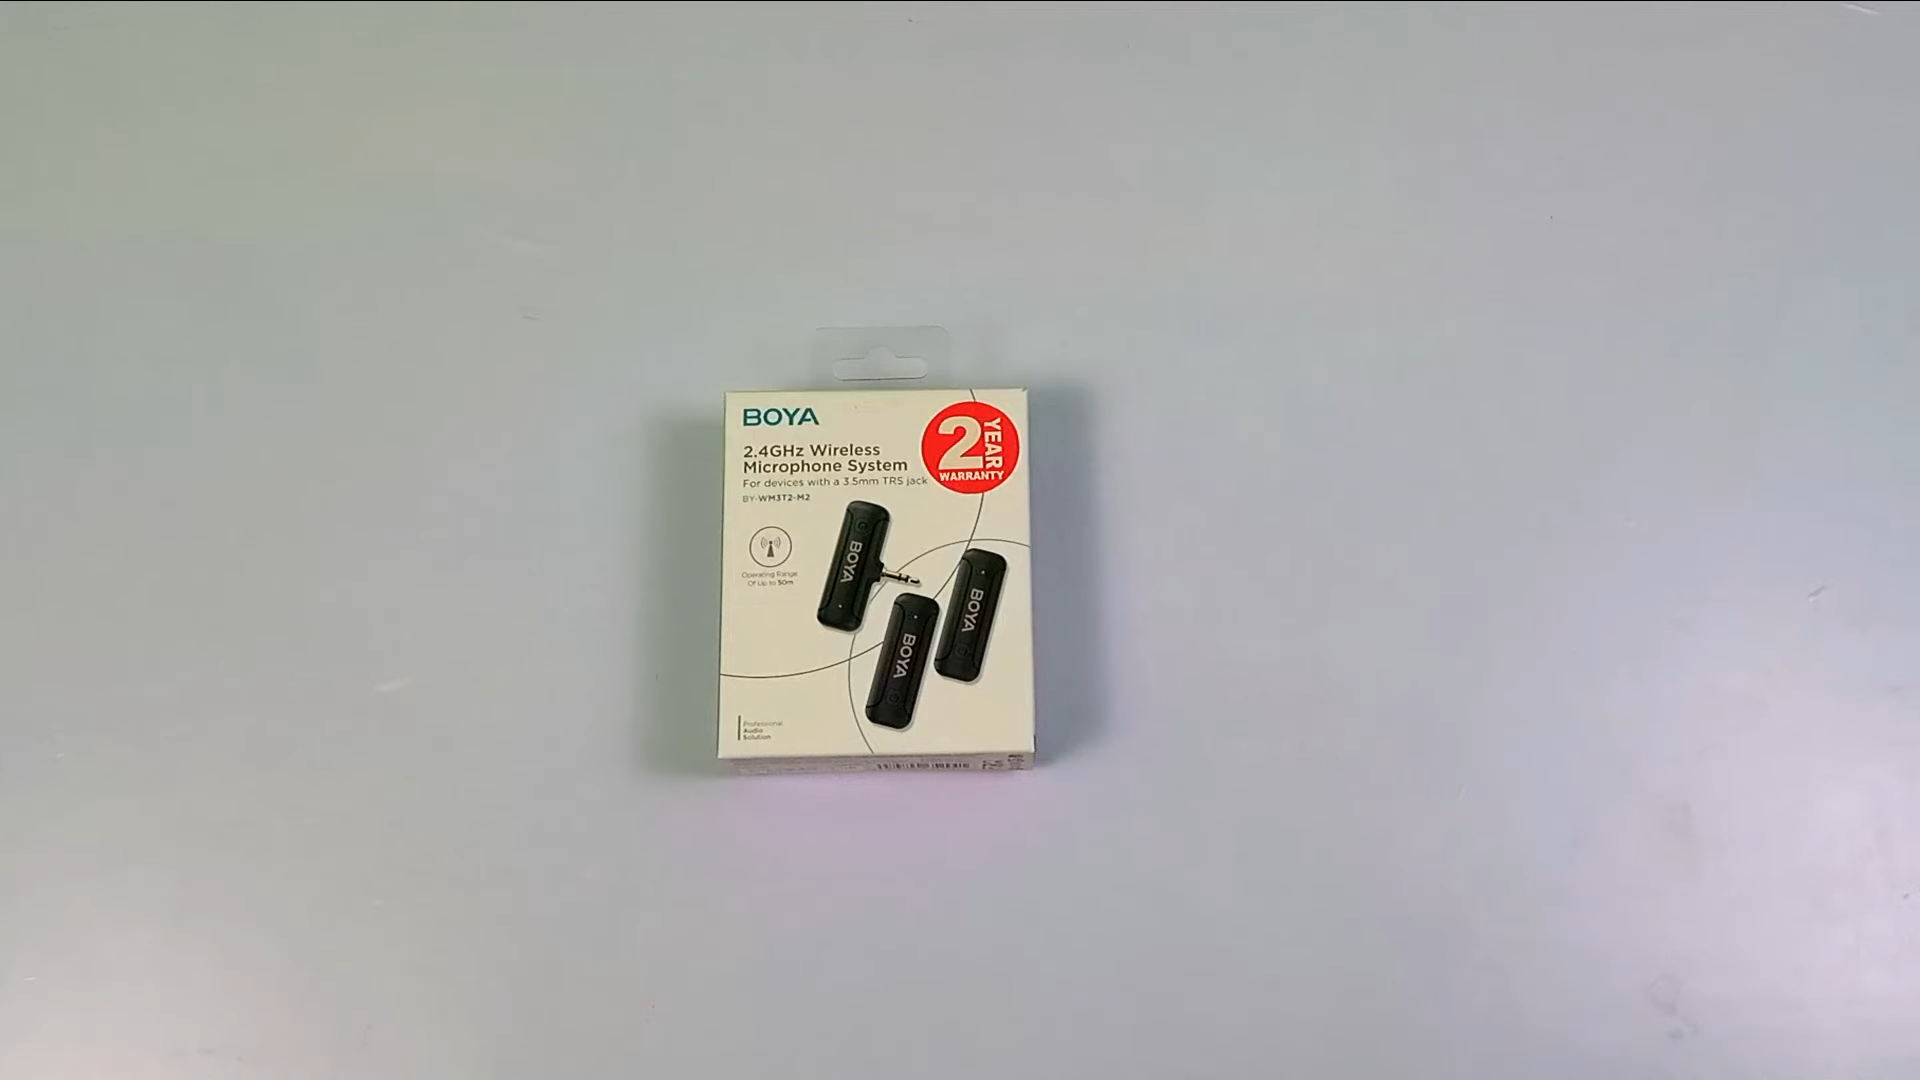 BOYA
2.4GHz Wireless
Microphone System
For devices with a 3.5mm TRS jack
BY-WM3T2-M2
2 YEAR
WARRANTY
Operating Range
Of Up to 50m
BOYA
BOYA
BOYA
Professional
Audio
Solution